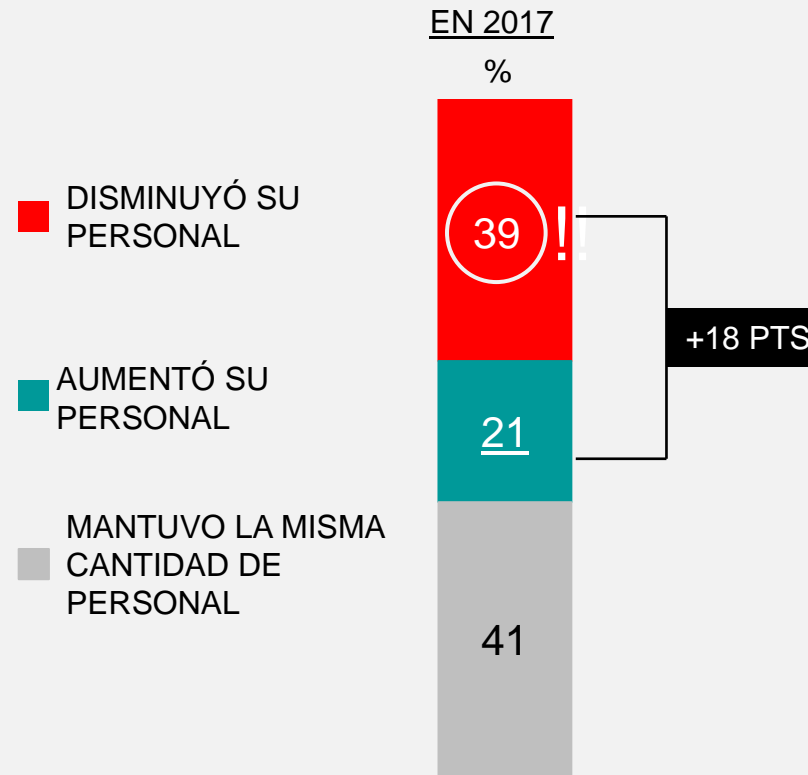 EN 2017
%
DISMINUYÓ SU
PERSONAL
39 !!
+18 PTS
AUMENTÓ SU
PERSONAL
21
MANTUVO LA MISMA
CANTIDAD DE
PERSONAL
41